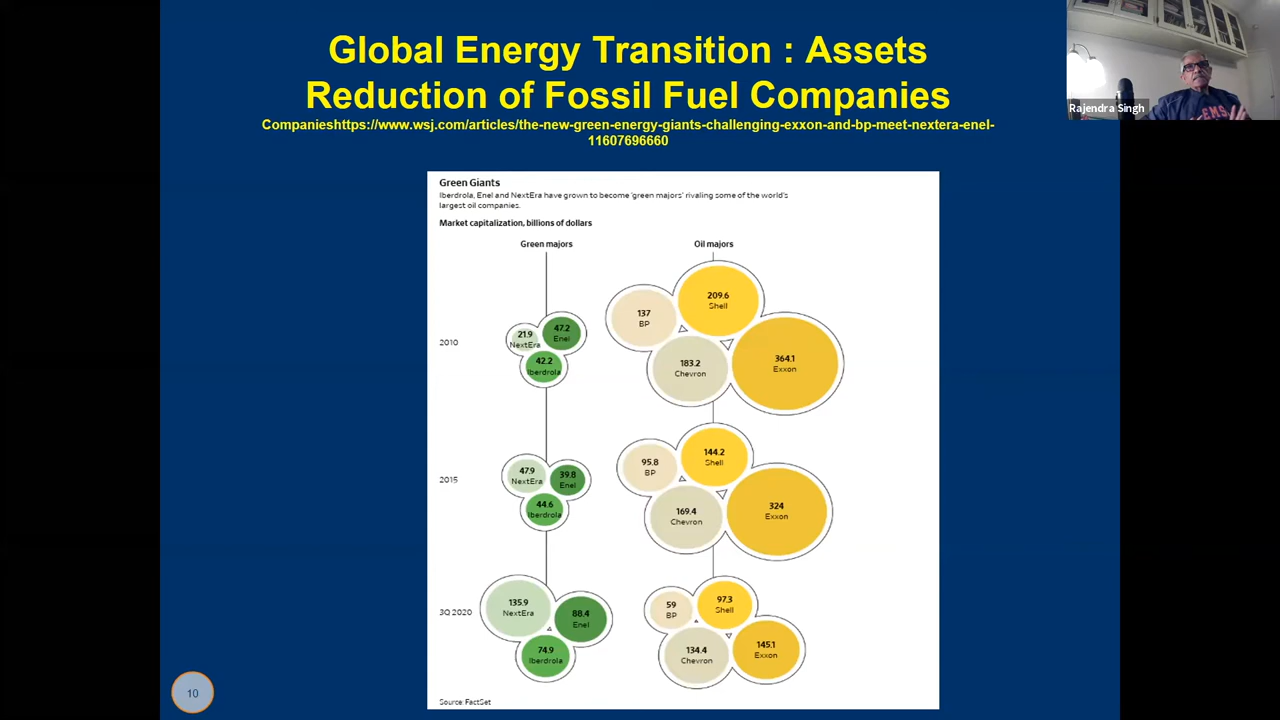 Global Energy Transition : Assets
Reduction of Fossil Fuel Companies
Companieshttps://www.wsj.com/articles/the-new-green-energy-giants-challenging-exxon-and-bp-meet-nextera-enel-
11607696660
Rajendra Singh
EMS
Green Giants
Iberdrola, Enel and NextEra have grown to become 'green majors' rivaling some of the world's
largest oil companies.
Market capitalization, billions of dollars
Green majors
Oil majors
2010
21.9
NextEra
47.2
Enel
42.2
Iberdrola
137
BP
209.6
Shell
183.2
Chevron
364.1
Exxon
2015
47.9
NextEra
39.8
Enel
44.6
Iberdrola
95.8
BP
144.2
Shell
169.4
Chevron
324
Exxon
3Q 2020
135.9
NextEra
88.4
Enel
74.9
Iberdrola
59
BP
97.3
Shell
134.4
Chevron
145.1
Exxon
Source: FactSet
10